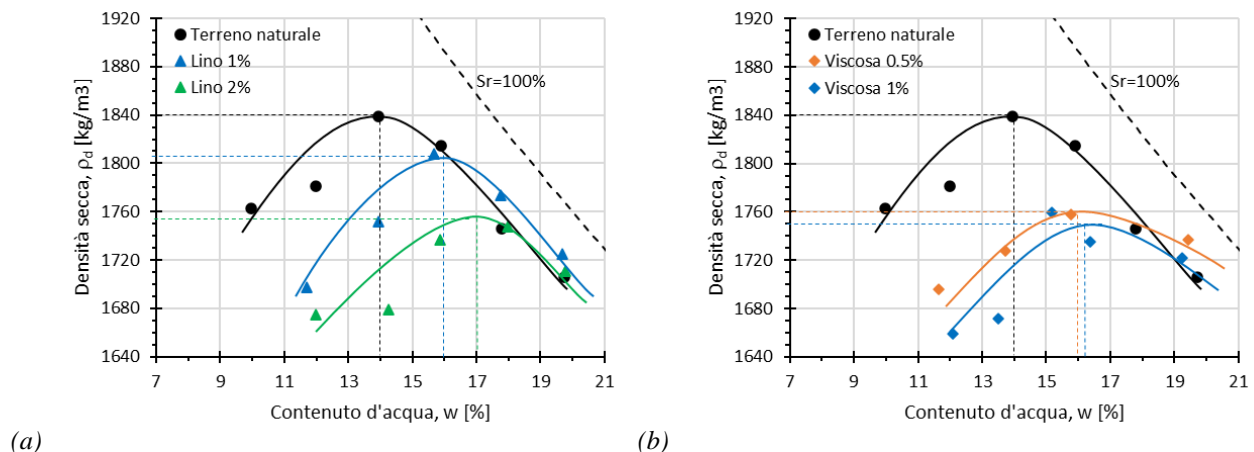 1920
1880
1840
1800
1760
1720
1680
1640
Densità secca, ρd [kg/m3]
Terreno naturale
Lino 1%
Lino 2%
Sr=100%
7 9 11 13 15 17 19 21
Contenuto d'acqua, w [%]
(a)
1920
1880
1840
1800
1760
1720
1680
1640
Densità secca, ρd [kg/m3]
Terreno naturale
Viscosa 0.5%
Viscosa 1%
Sr=100%
7 9 11 13 15 17 19 21
Contenuto d'acqua, w [%]
(b)